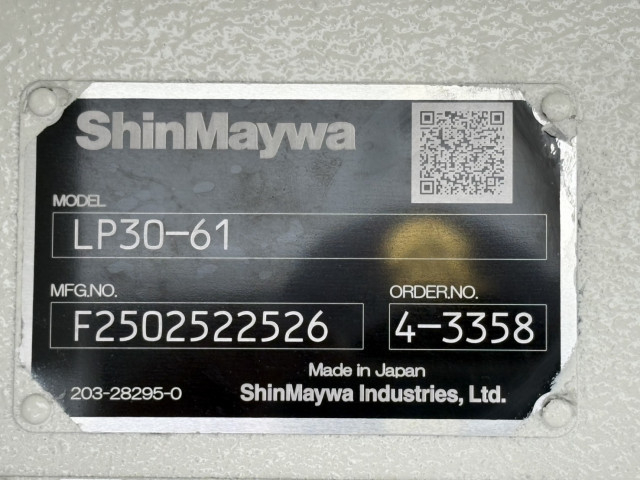 ShinMaywa
MODEL
LP30-61
MFG.NO. ORDER.NO.
F2502522526 4-3358
Made in Japan
203-28295-0 ShinMaywa Industries, Ltd.